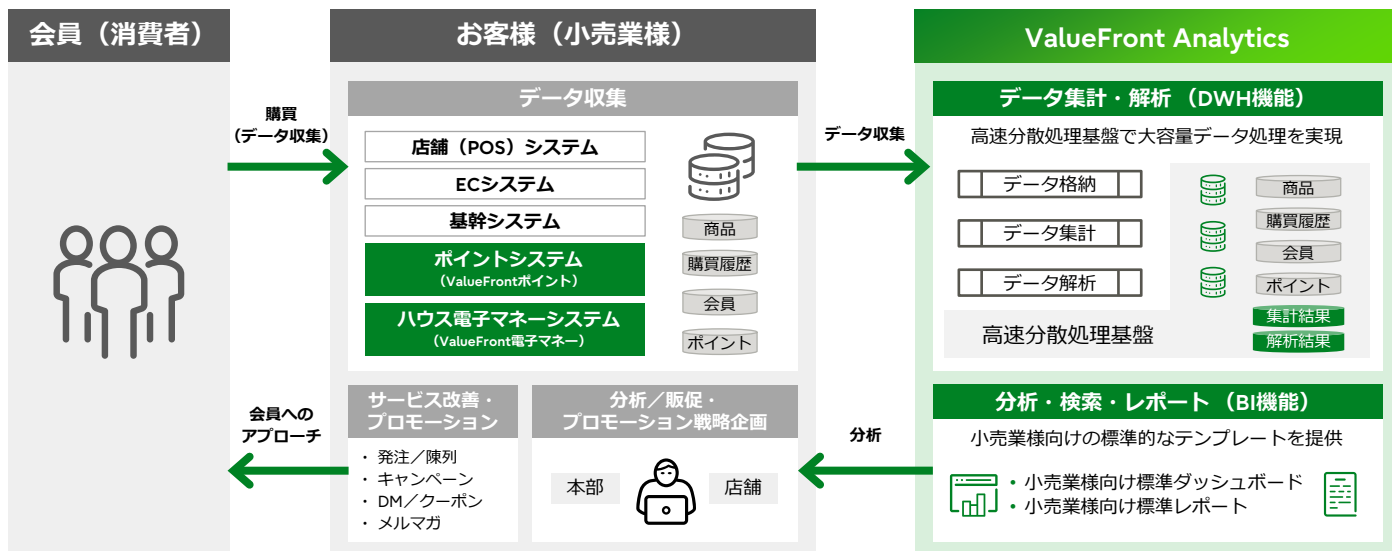 会員（消費者）
購買
（データ収集）
会員への
アプローチ
お客様（小売業様）
データ収集
店舗（POS）システム
ECシステム
基幹システム
ポイントシステム
（ValueFrontポイント）
ハウス電子マネーシステム
（ValueFront電子マネー）
商品
購買履歴
会員
ポイント
サービス改善・
プロモーション
・ 発注／陳列
・ キャンペーン
・ DM／クーポン
・ メルマガ
分析／販促・
プロモーション戦略企画
本部
店舗
データ収集
分析
ValueFront Analytics
データ集計・解析 （DWH機能）
高速分散処理基盤で大容量データ処理を実現
データ格納
データ集計
データ解析
高速分散処理基盤
商品
購買履歴
会員
ポイント
集計結果
解析結果
分析・検索・レポート （BI機能）
小売業様向けの標準的なテンプレートを提供
・ 小売業様向け標準ダッシュボード
・ 小売業様向け標準レポート